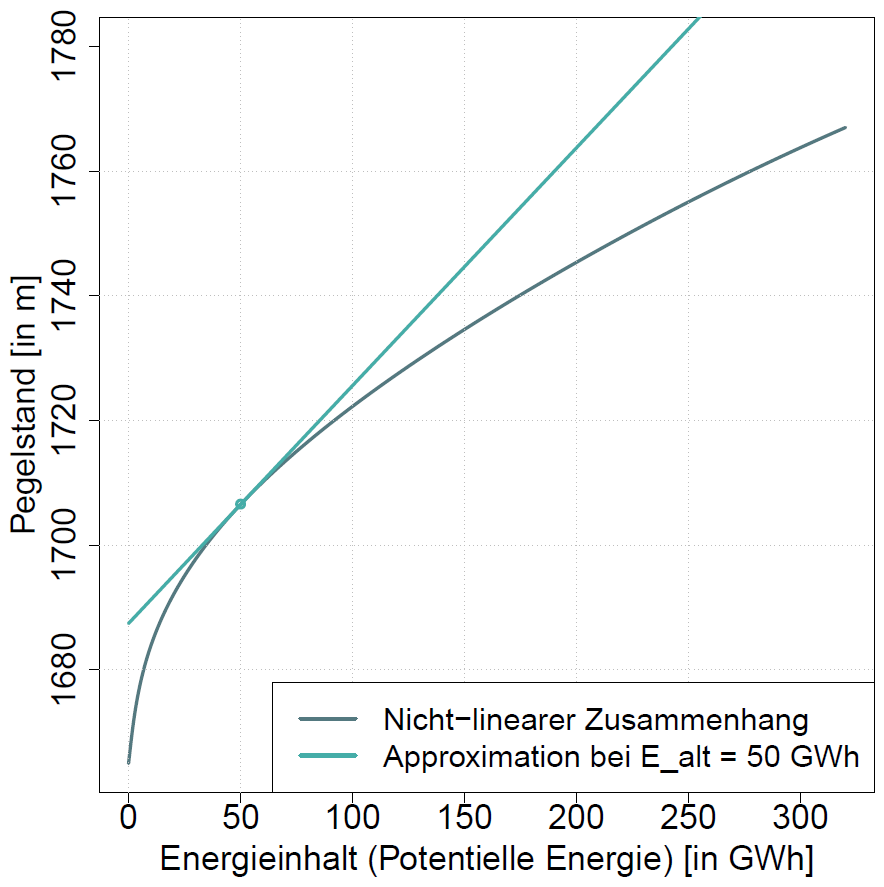 Pegelstand [in m]
1780
1760
1740
1720
1700
1680
Nicht−linearer Zusammenhang
Approximation bei E_alt = 50 GWh
0 50 100 150 200 250 300
Energieinhalt (Potentielle Energie) [in GWh]